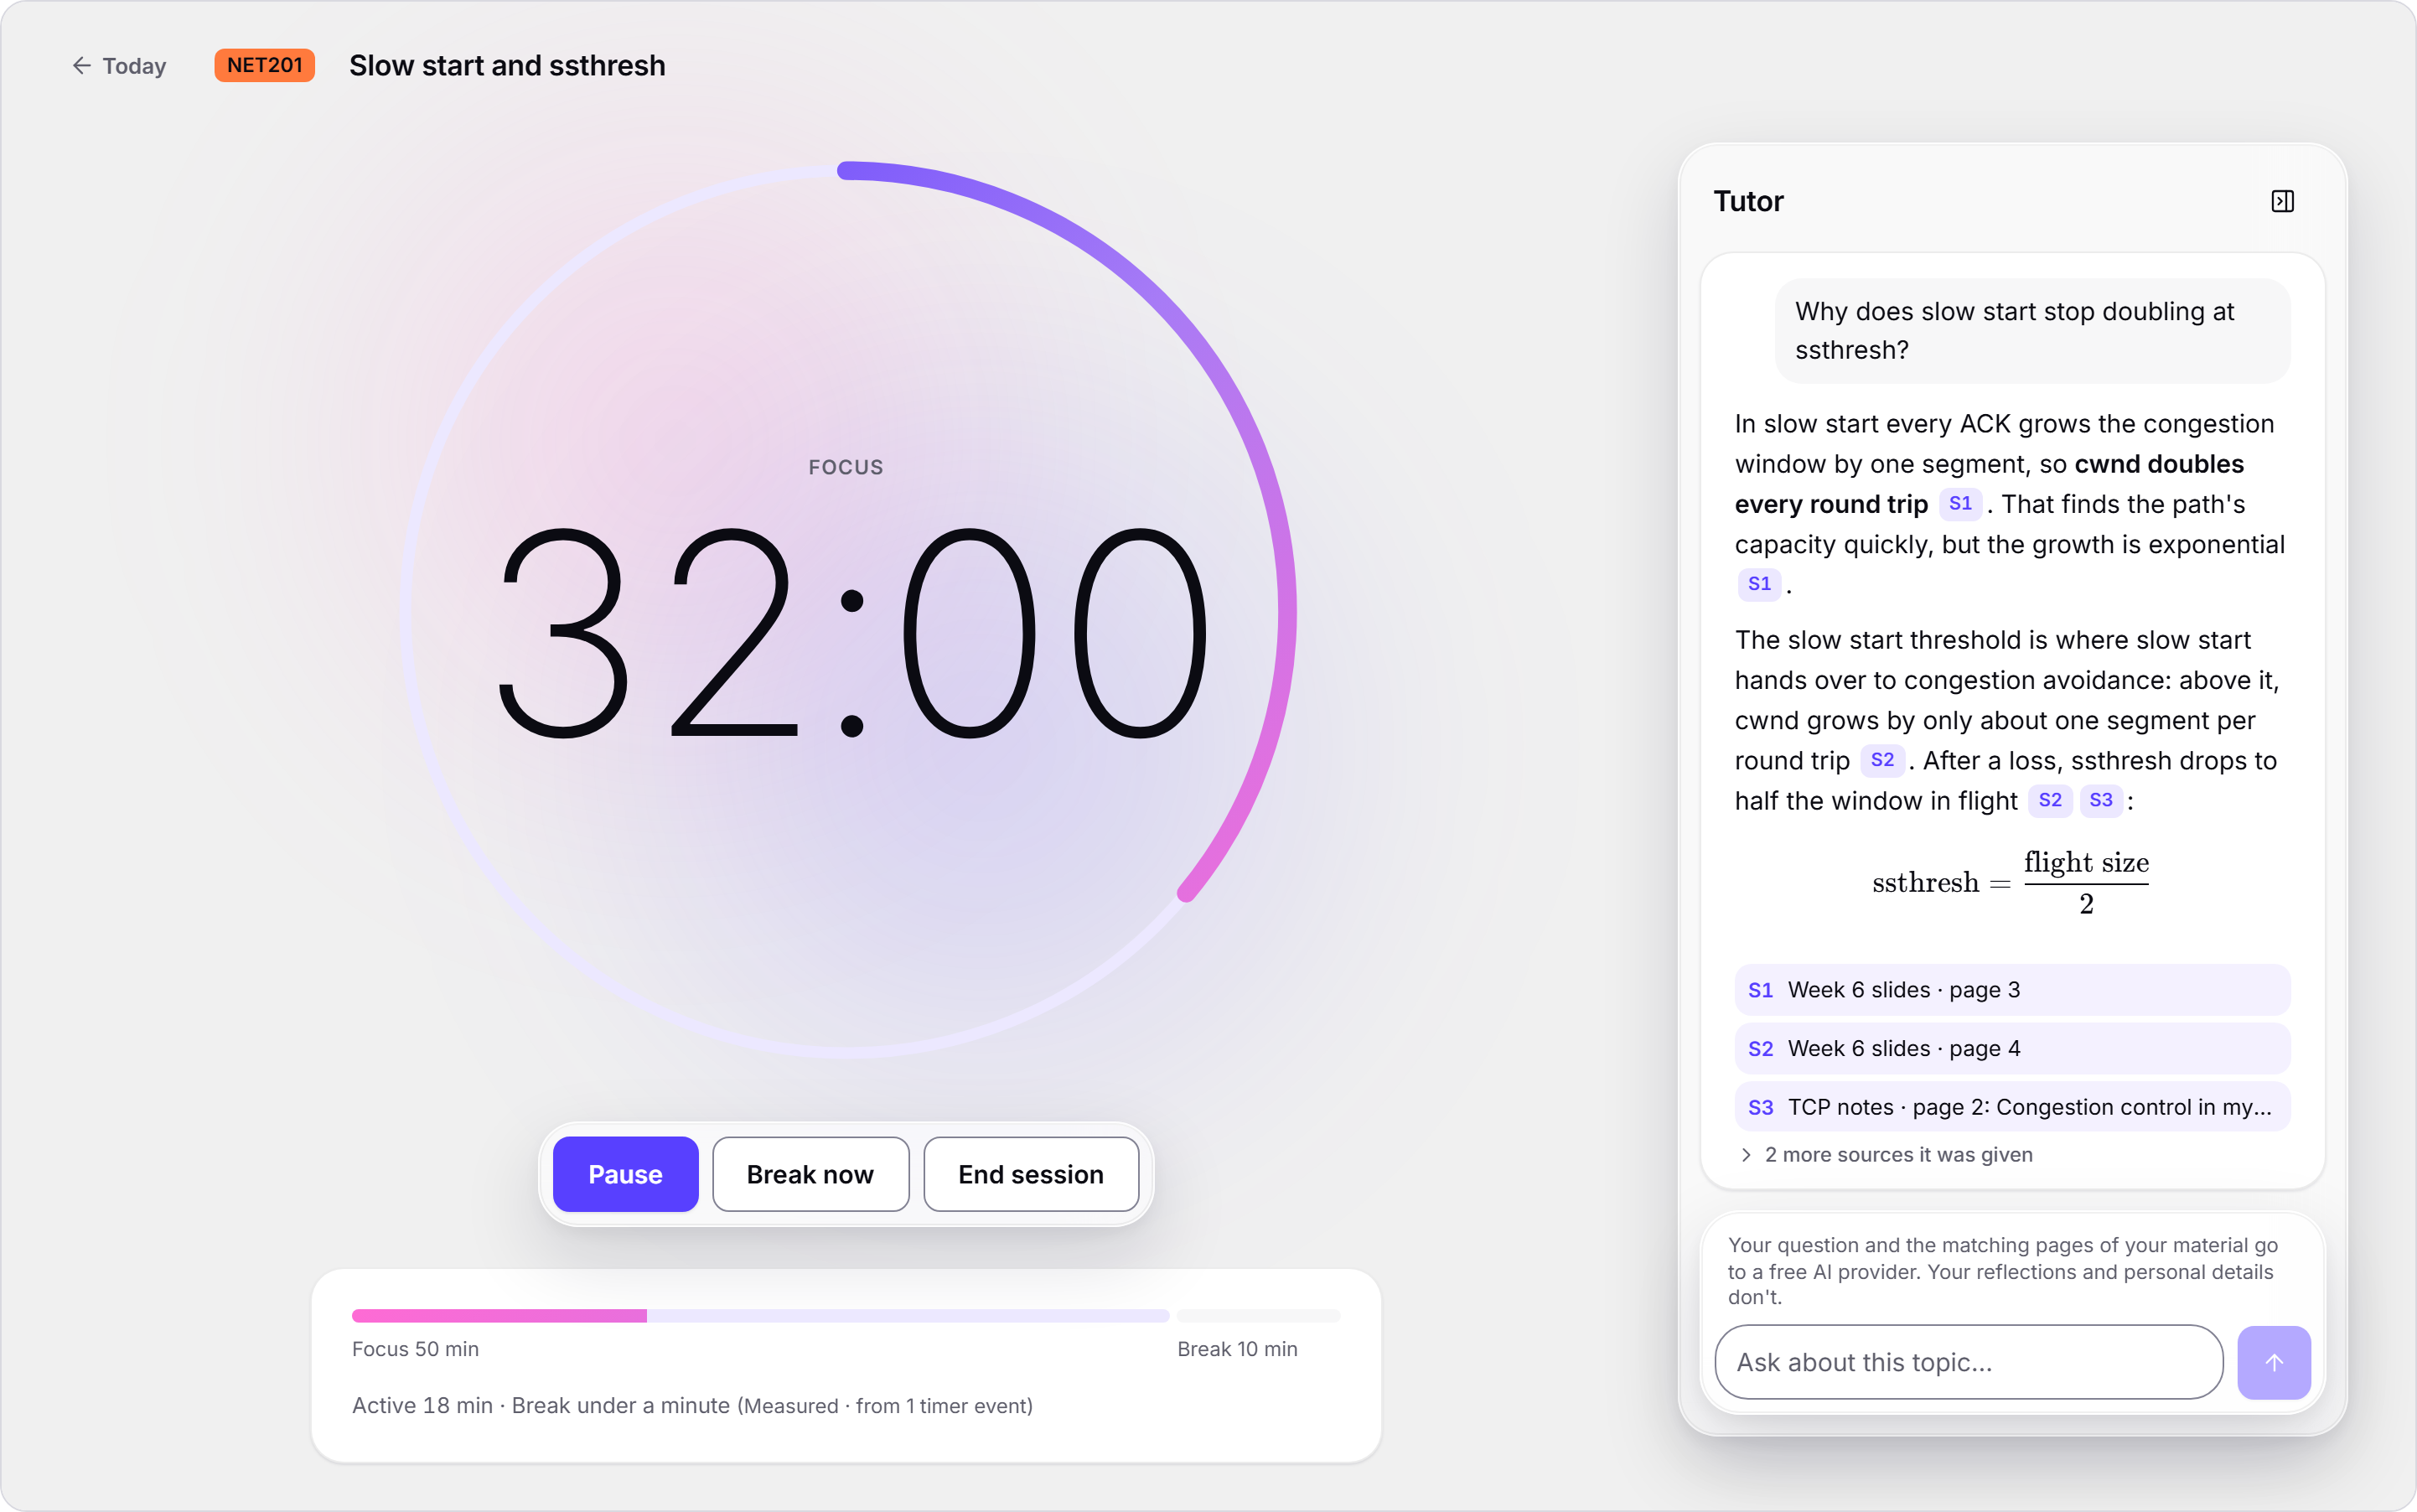 Today
NET201
Slow start and ssthresh
FOCUS
32:00
Pause
Break now
End session
Focus 50 min
Break 10 min
Active 18 min · Break under a minute (Measured · from 1 timer event)
Tutor
Why does slow start stop doubling at
ssthresh?
In slow start every ACK grows the congestion
window by one segment, so cwnd doubles
every round trip S1. That finds the path's
capacity quickly, but the growth is exponential
S1.
The slow start threshold is where slow start
hands over to congestion avoidance: above it,
cwnd grows by only about one segment per
round trip S2. After a loss, ssthresh drops to
half the window in flight S2 S3:
ssthresh = flight size
2
S1 Week 6 slides · page 3
S2 Week 6 slides · page 4
S3 TCP notes · page 2: Congestion control in my...
2 more sources it was given
Your question and the matching pages of your material go
to a free AI provider. Your reflections and personal details
don't.
Ask about this topic...